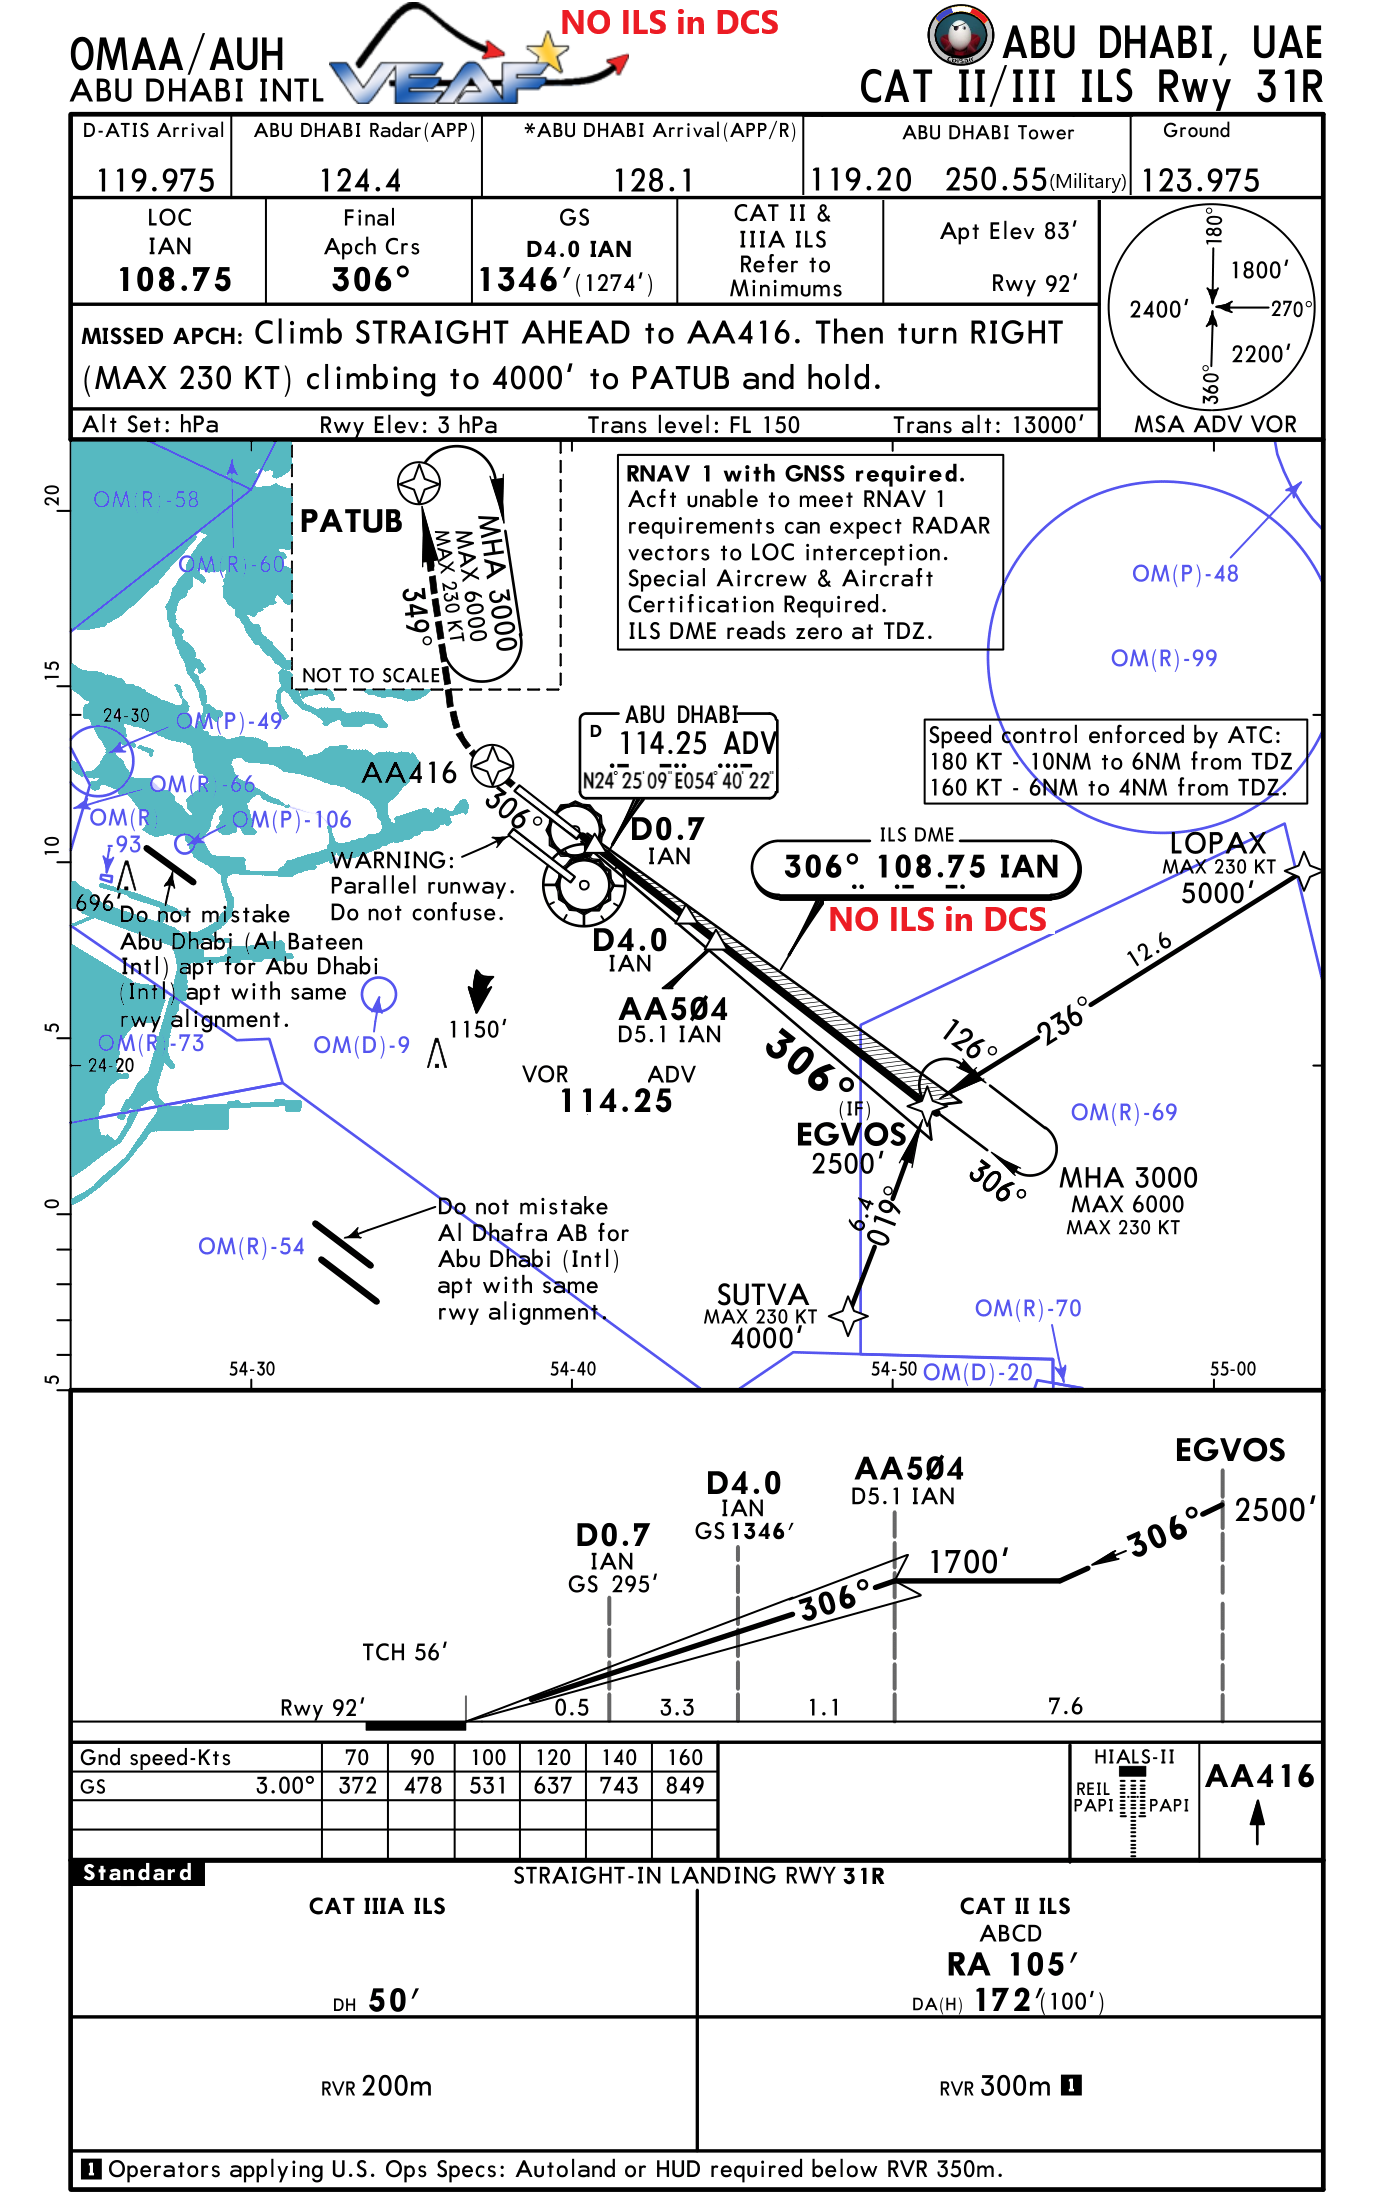 OMAA/AUH
ABU DHABI INTL
VEAF
NO ILS in DCS
ABU DHABI, UAE
CAT II/III ILS Rwy 31R
D-ATIS Arrival
119.975
ABU DHABI Radar(APP)
124.4
*ABU DHABI Arrival(APP/R)
128.1
ABU DHABI Tower
119.20 250.55(Military)
Ground
123.975
LOC
IAN
108.75
Final
Apch Crs
306°
GS
D4.0 IAN
1346′(1274′)
CAT II &
IIIA ILS
Refer to
Minimums
Apt Elev 83′
Rwy 92′
180°
1800′
2400′
270°
2200′
360°
MSA ADV VOR
MISSED APCH: Climb STRAIGHT AHEAD to AA416. Then turn RIGHT
(MAX 230 KT) climbing to 4000′ to PATUB and hold.
Alt Set: hPa
Rwy Elev: 3 hPa
Trans level: FL 150
Trans alt: 13000′
20
15
10
5
0
5
OM(R)-58
OM(R)-60
PATUB
MHA 3000
MAX 6000
MAX 230 KT
349°
NOT TO SCALE
RNAV 1 with GNSS required.
Acft unable to meet RNAV 1
requirements can expect RADAR
vectors to LOC interception.
Special Aircrew & Aircraft
Certification Required.
ILS DME reads zero at TDZ.
OM(P)-48
OM(R)-99
24-30
OM(P)-49
OM(R)-66
OM(R)
-93
OM(P)-106
696′
AA416
306°
ABU DHABI
D 114.25 ADV
N24°25′09″E054°40′22″
Speed control enforced by ATC:
180 KT - 10NM to 6NM from TDZ
160 KT - 6NM to 4NM from TDZ.
D0.7
IAN
ILS DME
306° 108.75 IAN
NO ILS in DCS
LOPAX
MAX 230 KT
5000′
12.6
236°
WARNING:
Parallel runway.
Do not confuse.
Do not mistake
Abu Dhabi (Al Bateen
Intl) apt for Abu Dhabi
(Intl) apt with same
rwy alignment.
D4.0
IAN
AA5Ø4
D5.1 IAN
OM(R)-73
OM(D)-9
1150′
24-20
VOR ADV
114.25
306°
126°
(IF)
EGVOS
2500′
306°
OM(R)-69
MHA 3000
MAX 6000
MAX 230 KT
6.4
019°
OM(R)-54
Do not mistake
Al Dhafra AB for
Abu Dhabi (Intl)
apt with same
rwy alignment.
SUTVA
MAX 230 KT
4000′
OM(R)-70
OM(D)-20
54-30
54-40
54-50
55-00
EGVOS
2500′
AA5Ø4
D5.1 IAN
D4.0
IAN
GS 1346′
D0.7
IAN
GS 295′
306°
1700′
306°
TCH 56′
Rwy 92′
0.5
3.3
1.1
7.6
Gnd speed-Kts 70 90 100 120 140 160
GS 3.00° 372 478 531 637 743 849
HIALS-II
REIL
PAPI
PAPI
AA416
Standard
STRAIGHT-IN LANDING RWY 31R
CAT IIIA ILS
DH 50′
RVR 200m
CAT II ILS
ABCD
RA 105′
DA(H) 172′(100′)
RVR 300m 1
1 Operators applying U.S. Ops Specs: Autoland or HUD required below RVR 350m.